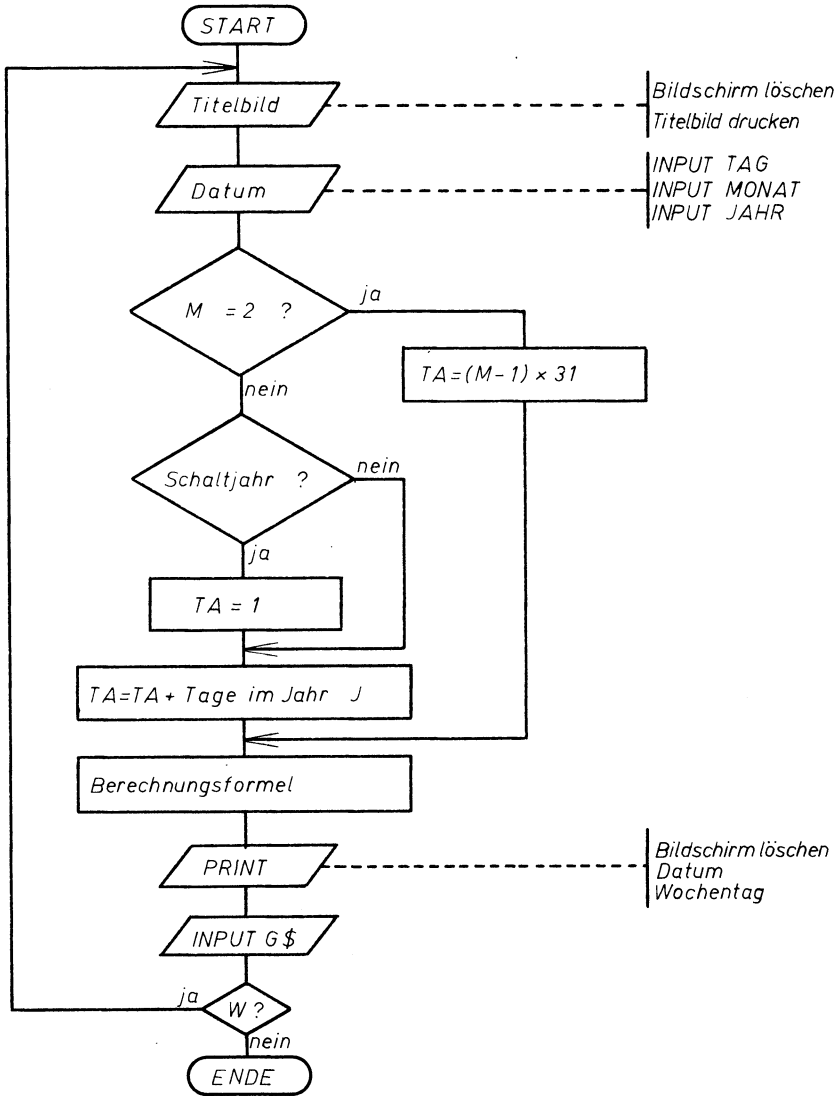 START
Titelbild
Bildschirm löschen
Titelbild drucken
Datum
INPUT TAG
INPUT MONAT
INPUT JAHR
M = 2 ?
ja
TA=(M-1) × 31
nein
Schaltjahr ?
nein
ja
TA = 1
TA=TA + Tage im Jahr J
Berechnungsformel
PRINT
Bildschirm löschen
Datum
Wochentag
INPUT G$
ja
W ?
nein
ENDE